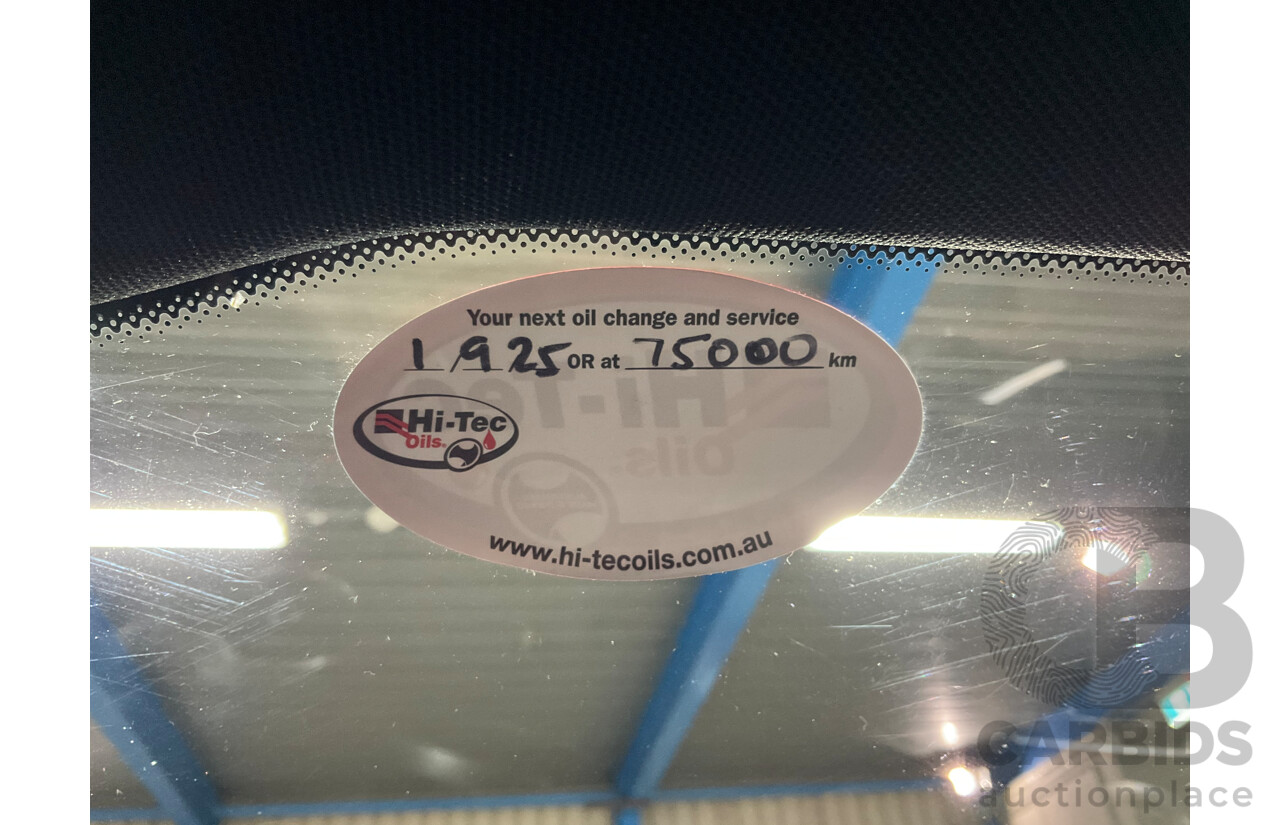 Your next oil change and service
1/9/25 OR at 75000 km
Hi-Tec
Oils
www.hi-tecoils.com.au
CB
CARBIDS
auctionplace